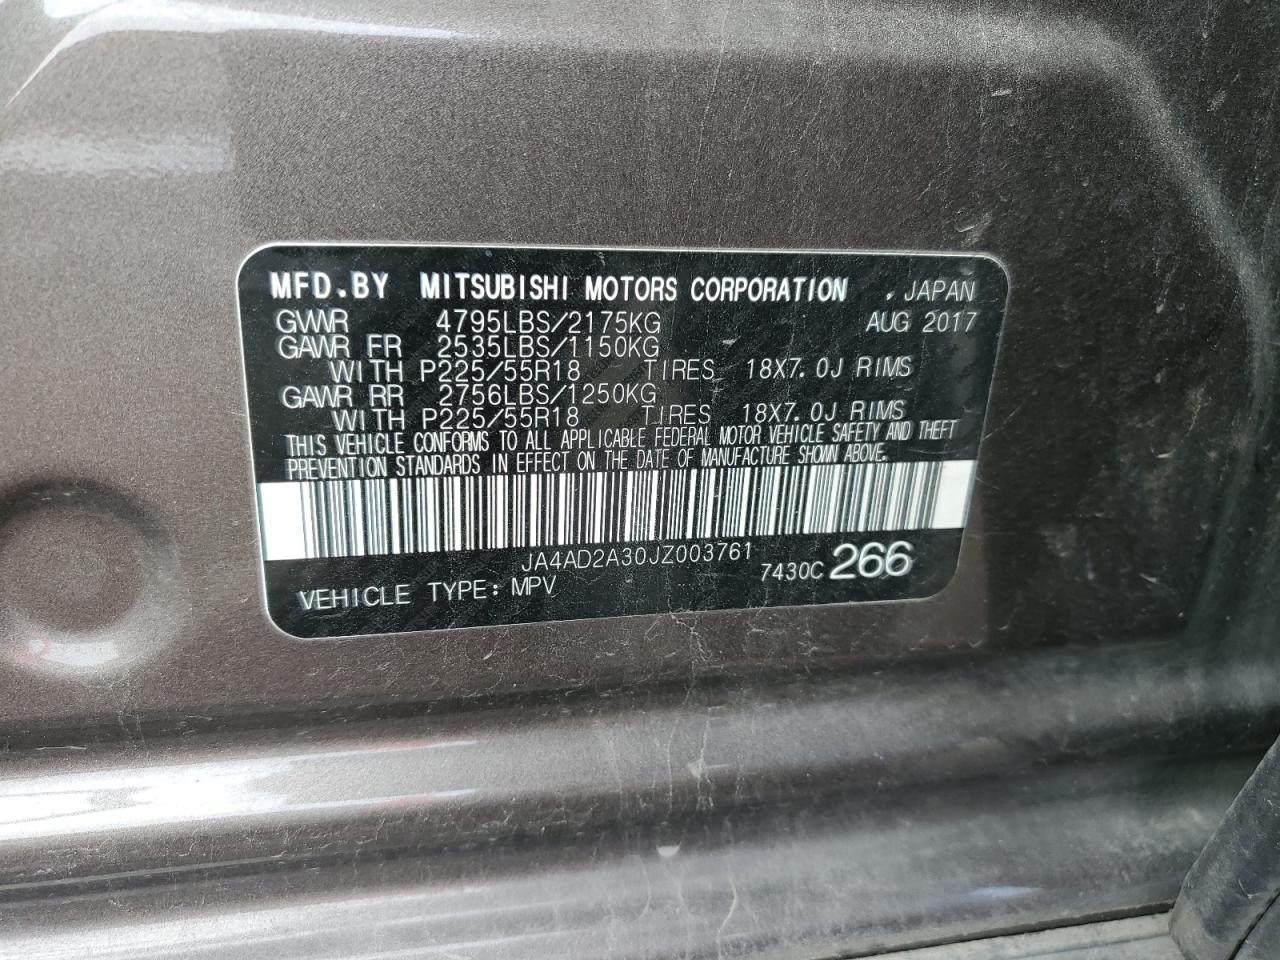 MFD.BY MITSUBISHI MOTORS CORPORATION , JAPAN
GVWR 4795LBS/2175KG AUG 2017
GAWR FR 2535LBS/1150KG
WITH P225/55R18 TIRES 18X7.0J RIMS
GAWR RR 2756LBS/1250KG
WITH P225/55R18 TIRES 18X7.0J RIMS
THIS VEHICLE CONFORMS TO ALL APPLICABLE FEDERAL MOTOR VEHICLE SAFETY AND THEFT
PREVENTION STANDARDS IN EFFECT ON THE DATE OF MANUFACTURE SHOWN ABOVE.
JA4AD2A30JZ003761
7430C 266
VEHICLE TYPE: MPV